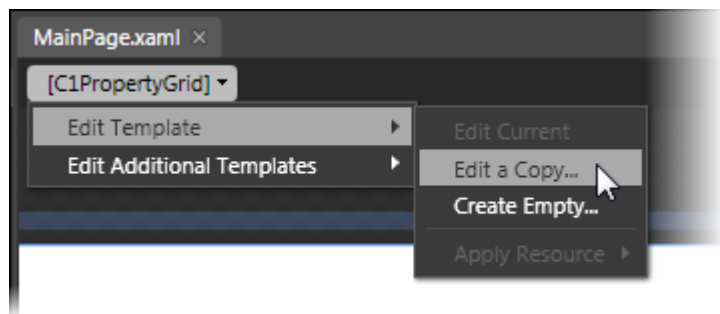 MainPage.xaml ×
[C1PropertyGrid]
Edit Template
Edit Additional Templates
Edit Current
Edit a Copy...
Create Empty...
Apply Resource